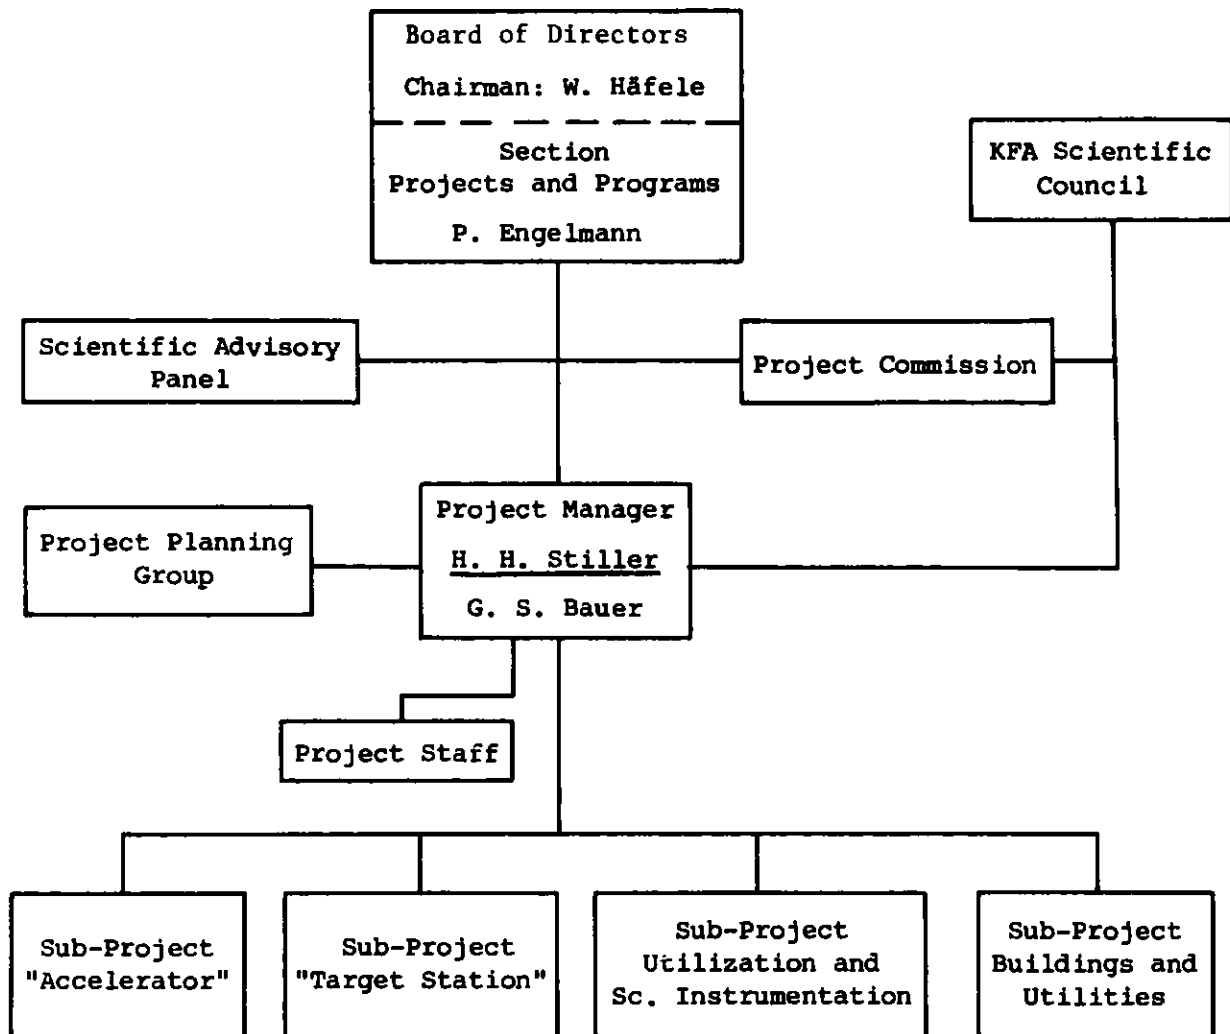 Board of Directors
Chairman: W. Häfele
Section
Projects and Programs
P. Engelmann
KFA Scientific
Council
Scientific Advisory
Panel
Project Commission
Project Planning
Group
Project Manager
H. H. Stiller
G. S. Bauer
Project Staff
Sub-Project
"Accelerator"
Sub-Project
"Target Station"
Sub-Project
Utilization and
Sc. Instrumentation
Sub-Project
Buildings and
Utilities